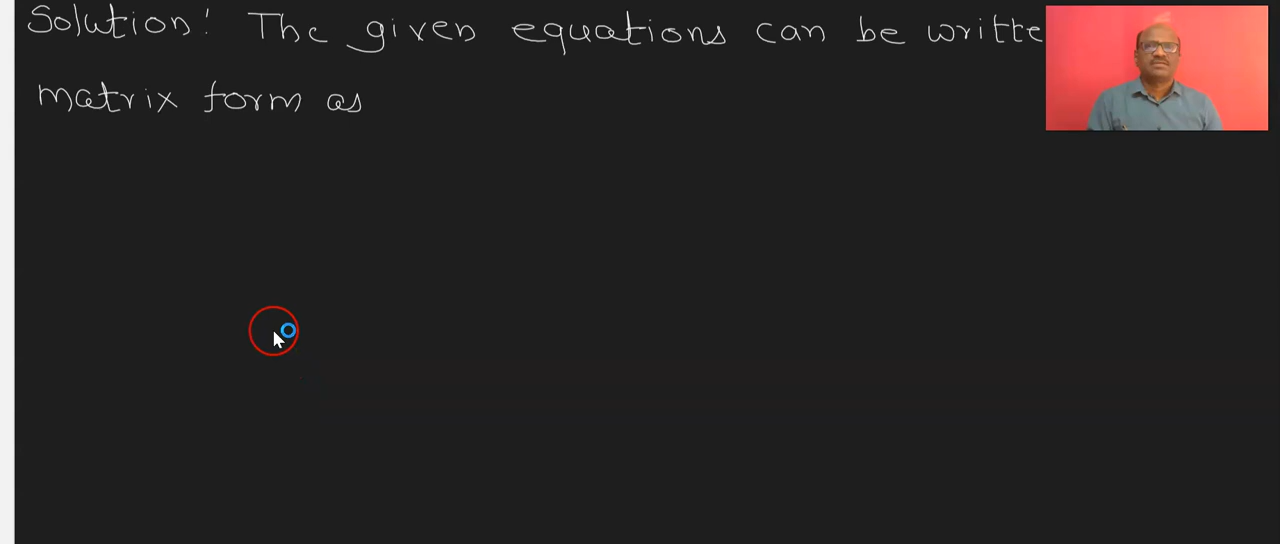 Solution: The given equations can be writte
matrix form as